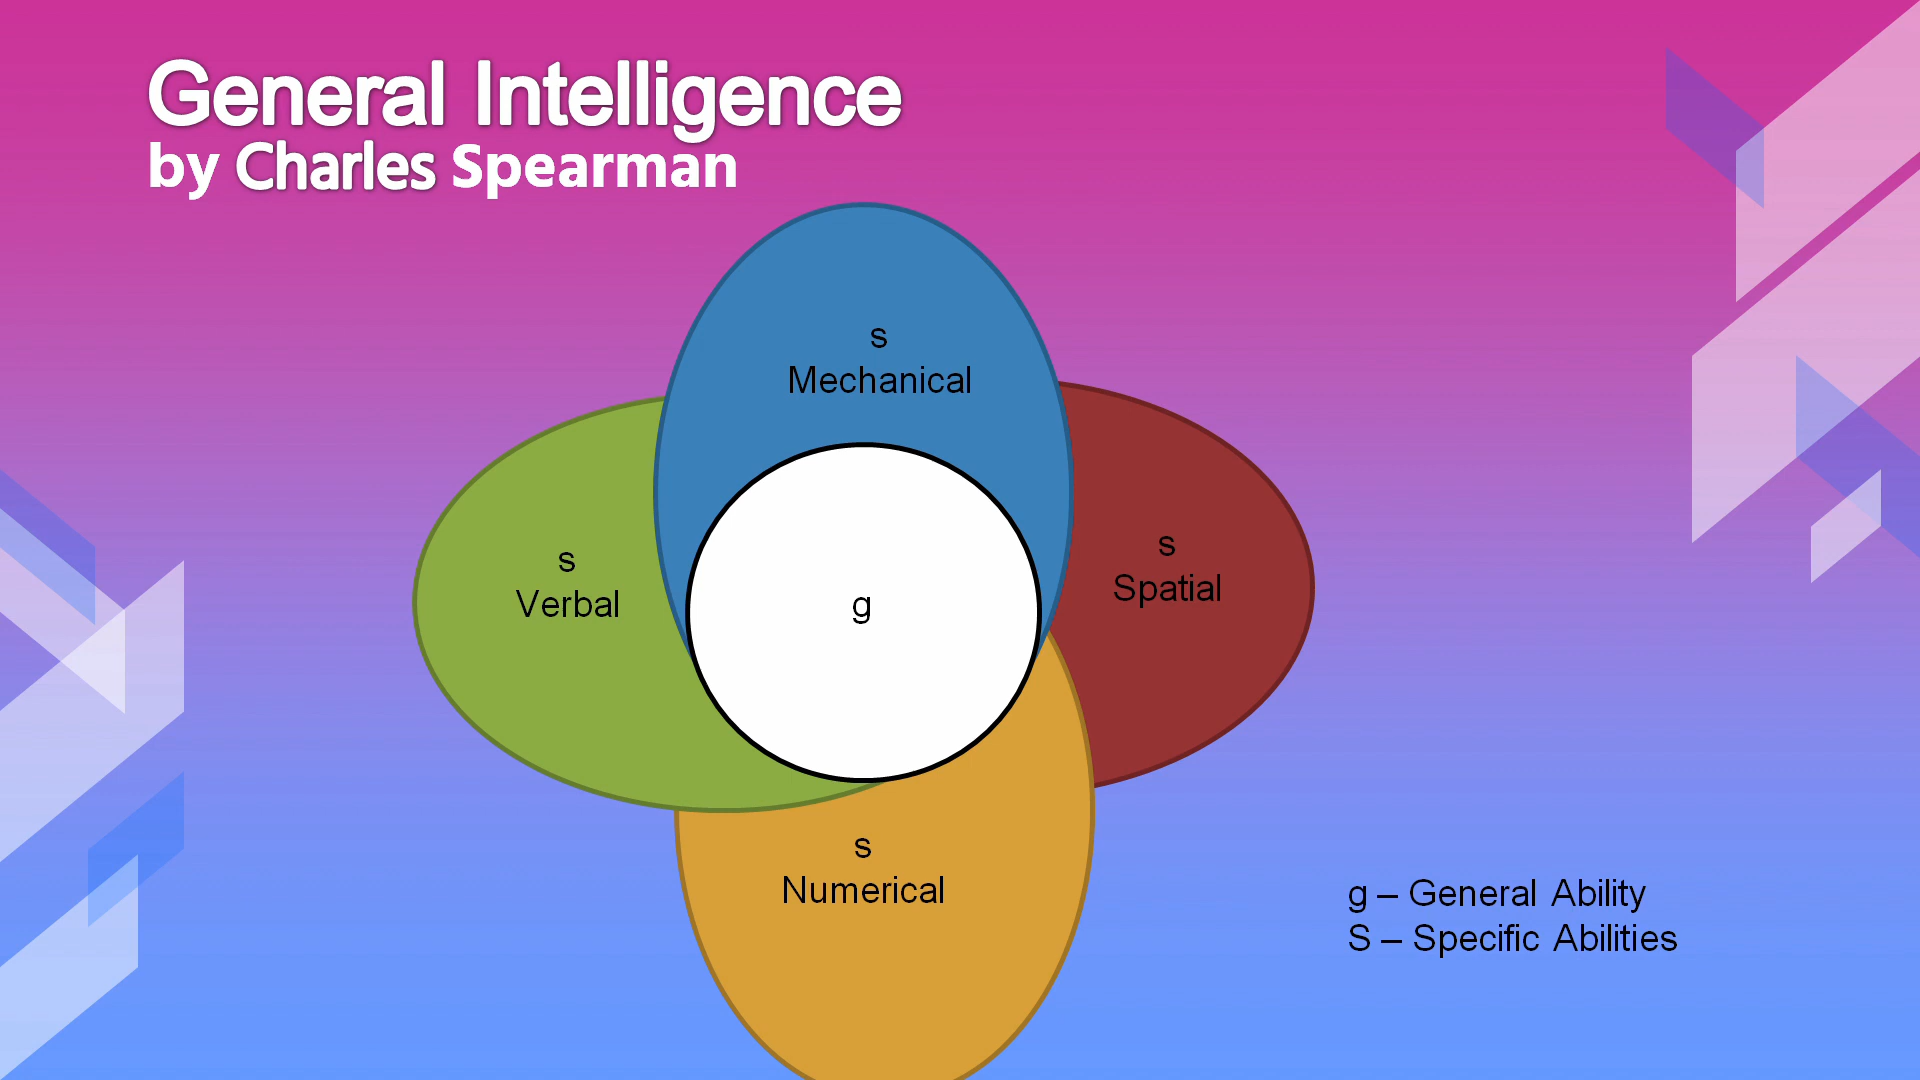 General Intelligence
by Charles Spearman
s
Mechanical
s
Verbal
g
s
Spatial
s
Numerical
g – General Ability
S – Specific Abilities